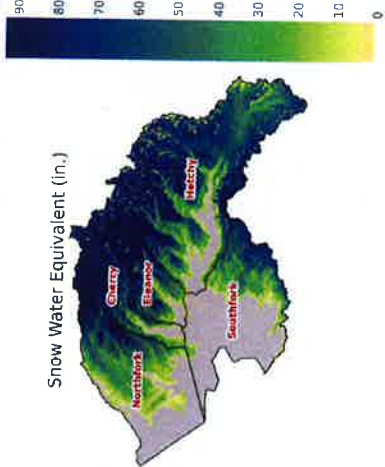 Snow Water Equivalent (in.)
Cherry
Eleanor
Hetchy
Northfork
Southfork
90
80
70
60
50
40
30
20
10
0